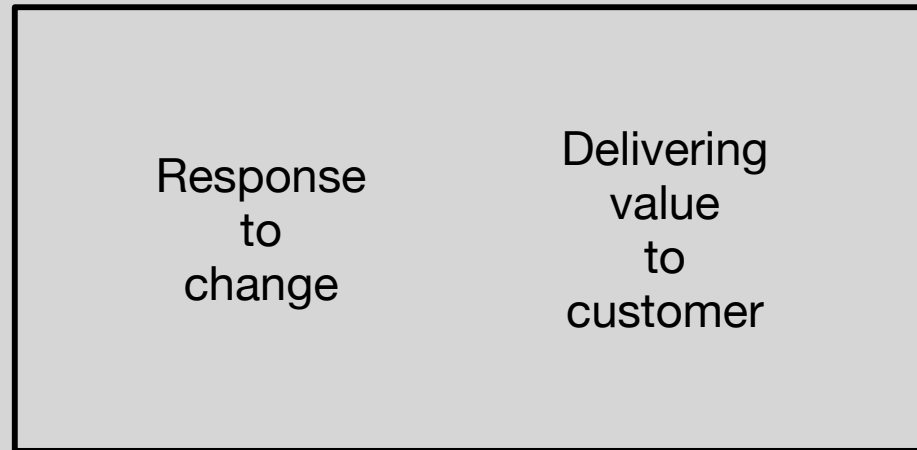 Response
to
change
Delivering
value
to
customer